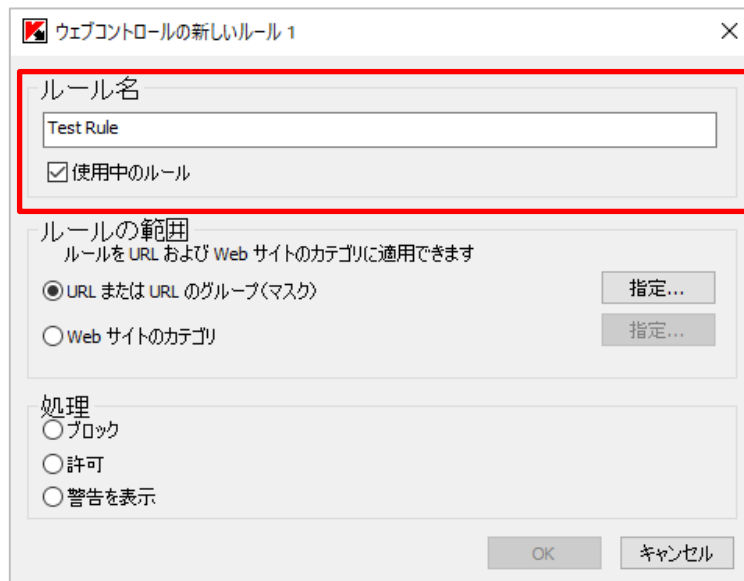 ウェブコントロールの新しいルール 1
ルール名
Test Rule
使用中のルール
ルールの範囲
ルールを URL および Web サイトのカテゴリに適用できます
URL または URL のグループ(マスク)
指定...
Web サイトのカテゴリ
指定...
処理
ブロック
許可
警告を表示
OK キャンセル